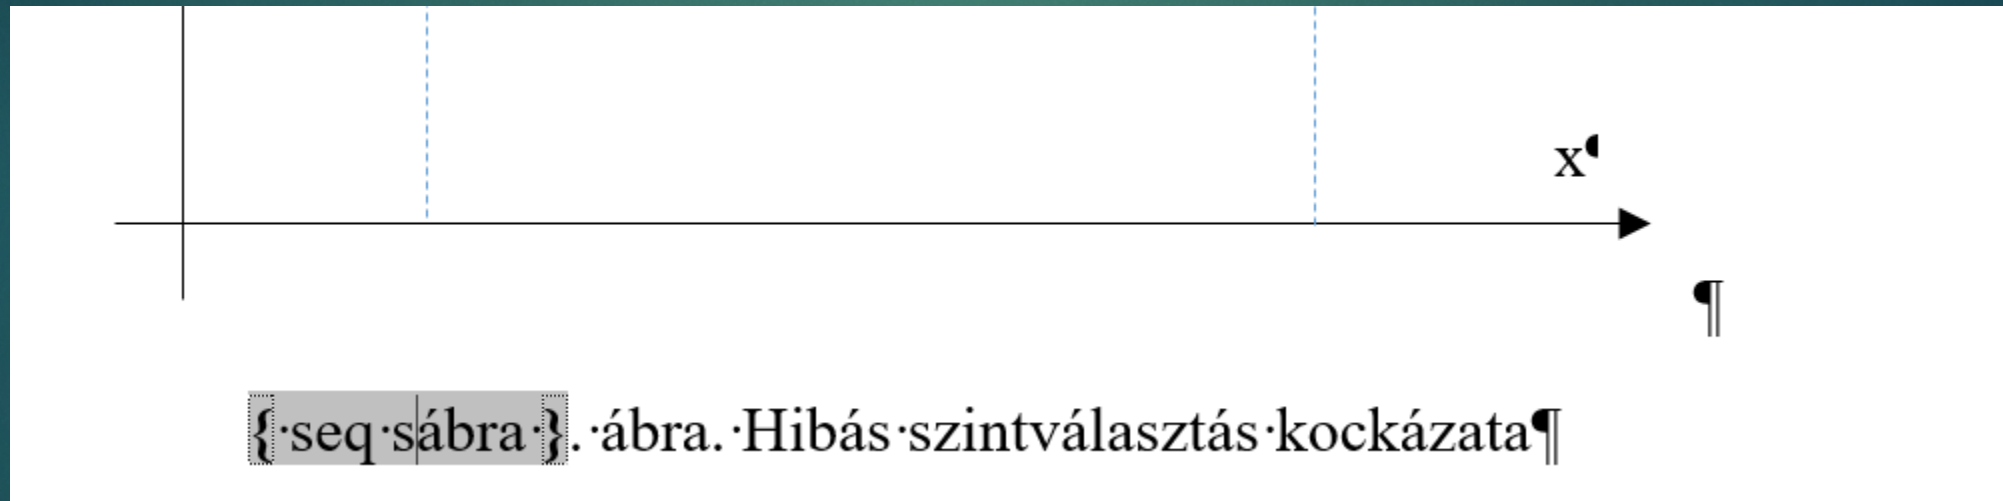 x
¶
{ seq sábra }. ábra. Hibás szintválasztás kockázata¶